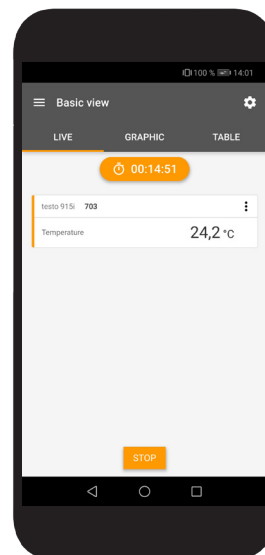 100 % 14:01
Basic view
LIVE GRAPHIC TABLE
00:14:51
testo 915i 703
Temperature 24,2 °C
STOP